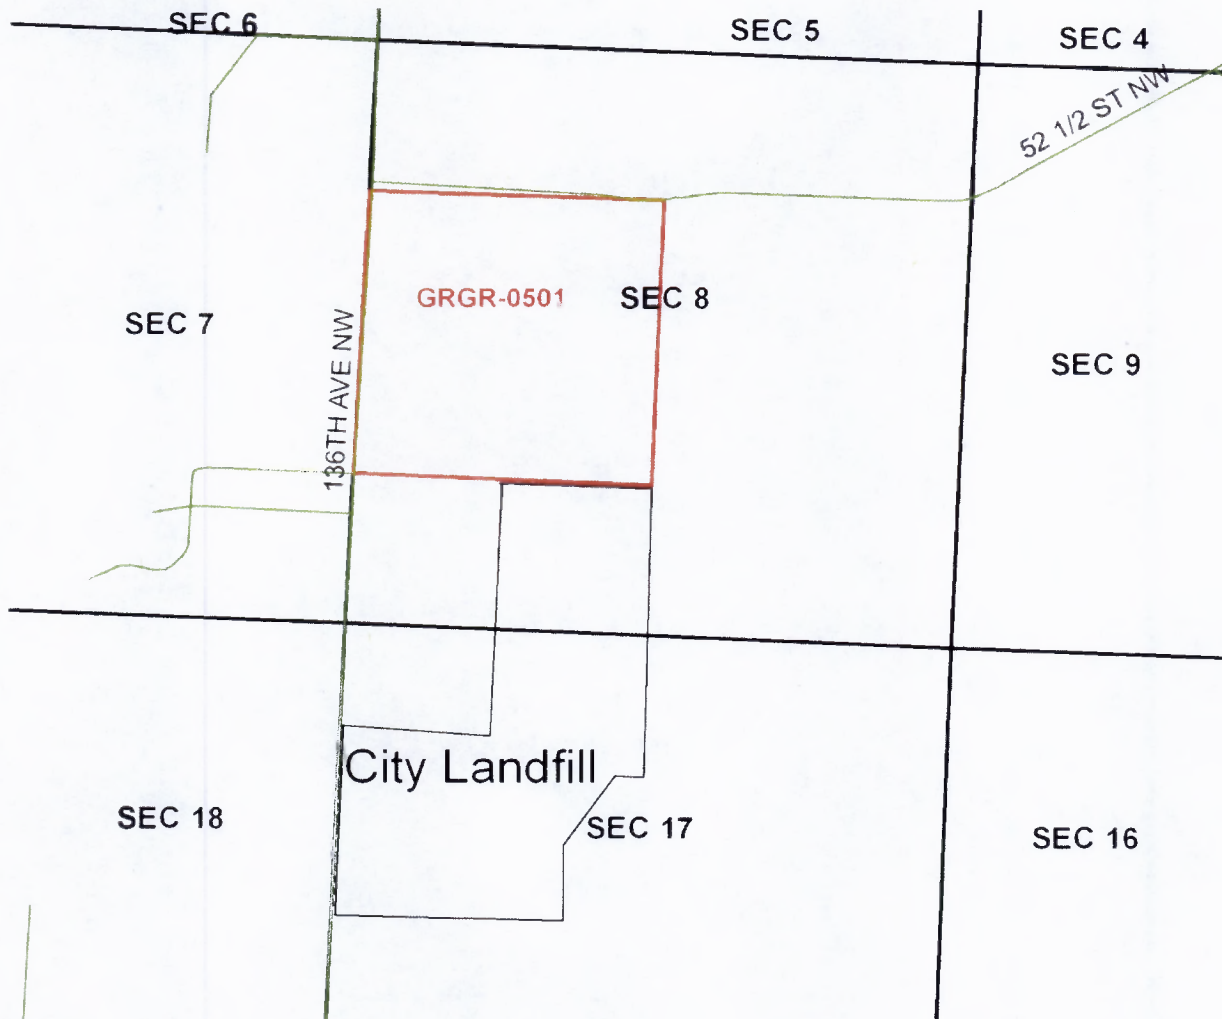 SEC 6
SEC 5
SEC 4
52 1/2 ST NW
GRGR-0501
SEC 8
SEC 7
136TH AVE NW
SEC 9
City Landfill
SEC 18
SEC 17
SEC 16